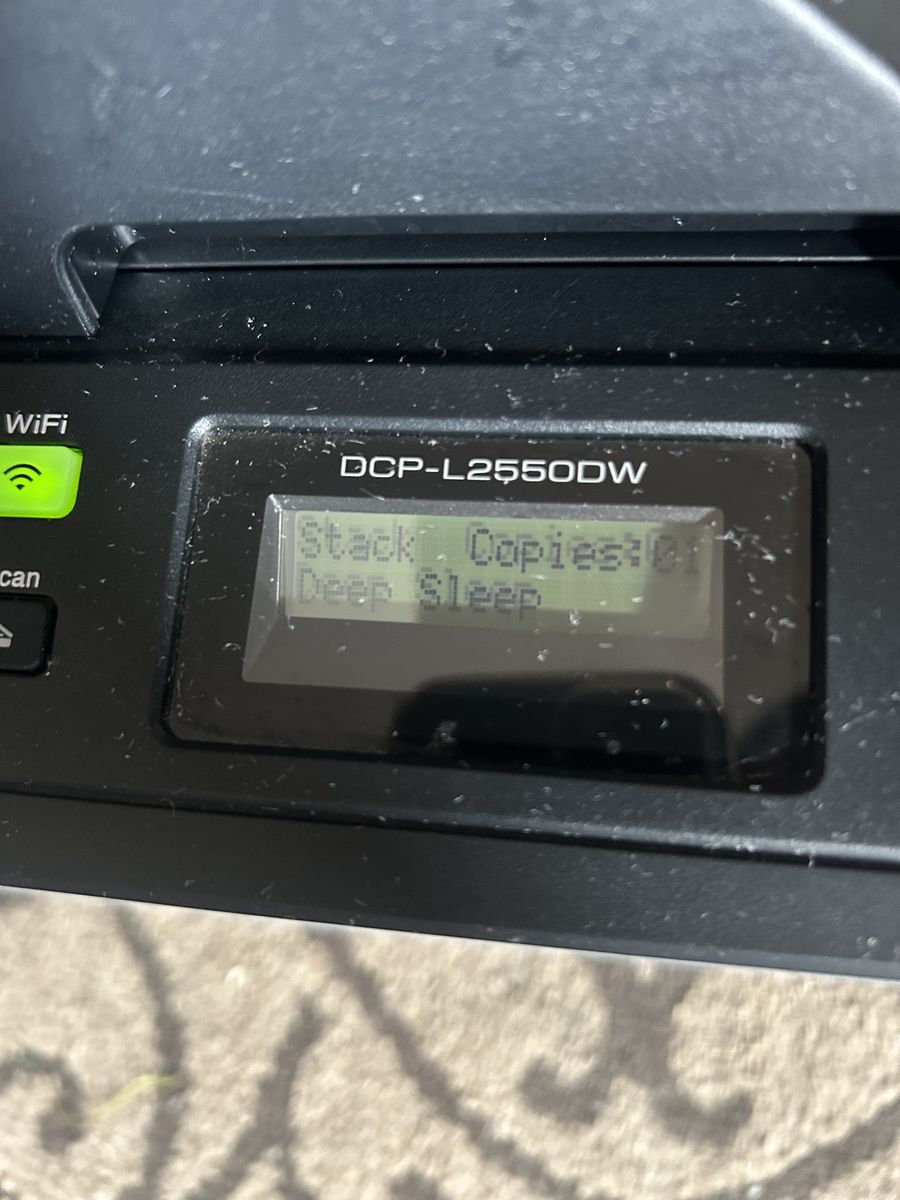 WiFi
DCP-L2550DW
can
Stack Copies:01
Deep Sleep